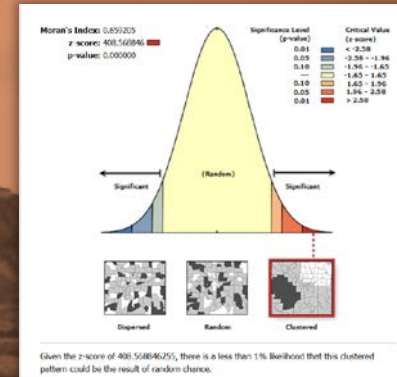 Moran's Index: 0.859205
z-score: 408.568846
p-value: 0.000000
Significance Level (p-value)
Critical Value (z-score)
0.01 < -2.58
0.05 -2.58 - -1.96
0.10 -1.96 - -1.65
— -1.65 - 1.65
0.10 1.65 - 1.96
0.05 1.96 - 2.58
0.01 > 2.58
(Random)
Significant Significant
Dispersed Random Clustered
Given the z-score of 408.568846255, there is a less than 1% likelihood that this clustered
pattern could be the result of random chance.